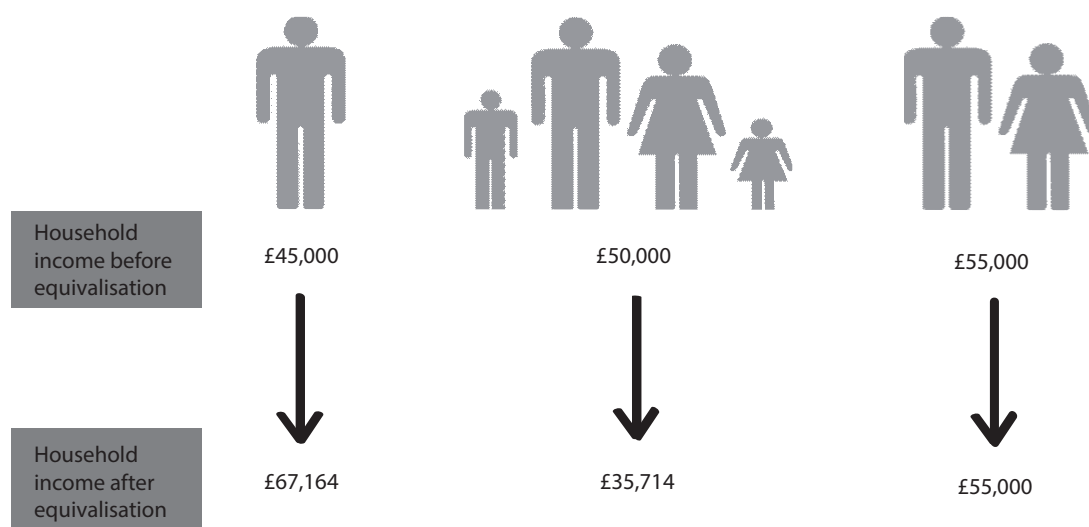 Household
income before
equivalisation
£45,000
£50,000
£55,000
Household
income after
equivalisation
£67,164
£35,714
£55,000